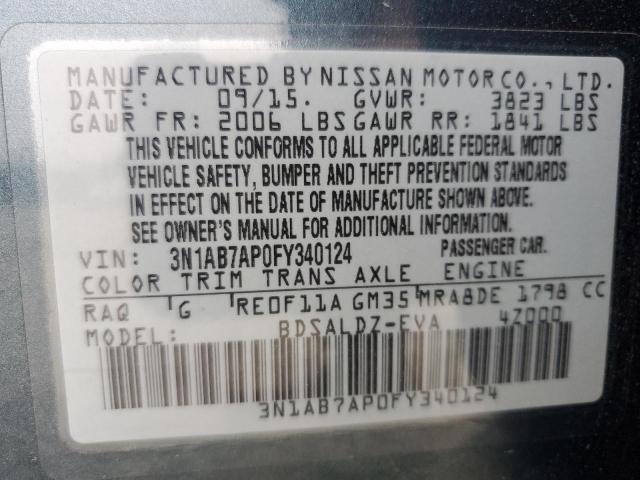 MANUFACTURED BY NISSAN MOTOR CO., LTD.
DATE: 09/15. GVWR: 3823 LBS
GAWR FR: 2006 LBS GAWR RR: 1841 LBS
THIS VEHICLE CONFORMS TO ALL APPLICABLE FEDERAL MOTOR
VEHICLE SAFETY, BUMPER AND THEFT PREVENTION STANDARDS
IN EFFECT ON THE DATE OF MANUFACTURE SHOWN ABOVE.
SEE OWNER'S MANUAL FOR ADDITIONAL INFORMATION.
VIN: 3N1AB7AP0FY340124 PASSENGER CAR.
COLOR TRIM TRANS AXLE ENGINE
RAQ G RE0F11A GM35 MRA8DE 1798 CC
MODEL: BDSALDZ-EVA 4Z000
3N1AB7AP0FY340124